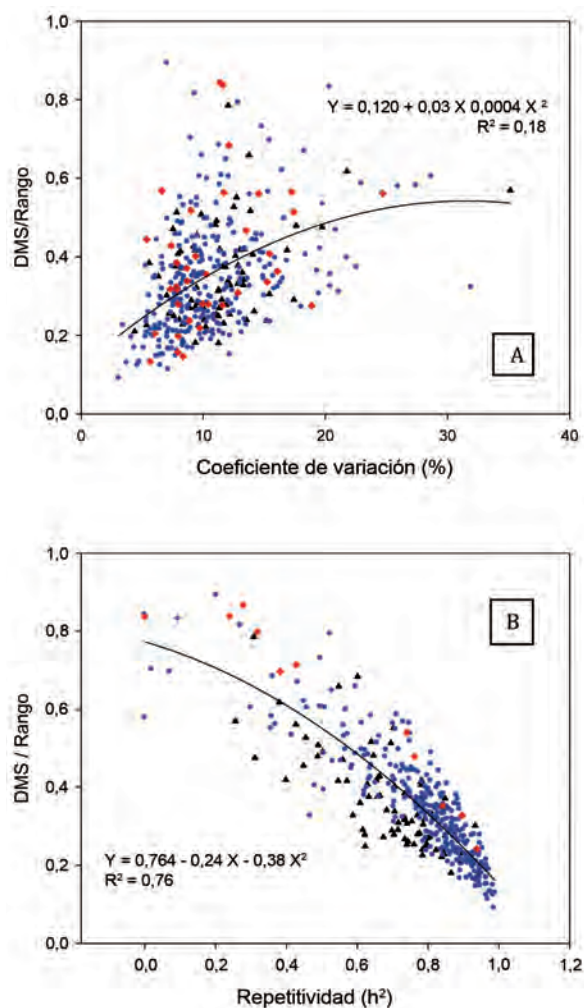 1,0
0,8
Y = 0,120 + 0,03 X 0,0004 X²
R² = 0,18
0,6
DMS/Rango
0,4
0,2
A
0,0
0 10 20 30 40
Coeficiente de variación (%)
1,0
B
0,8
0,6
DMS / Rango
0,4
Y = 0,764 - 0,24 X - 0,38 X²
R² = 0,76
0,2
0,0
0,0 0,2 0,4 0,6 0,8 1,0 1,2
Repetitividad (h²)